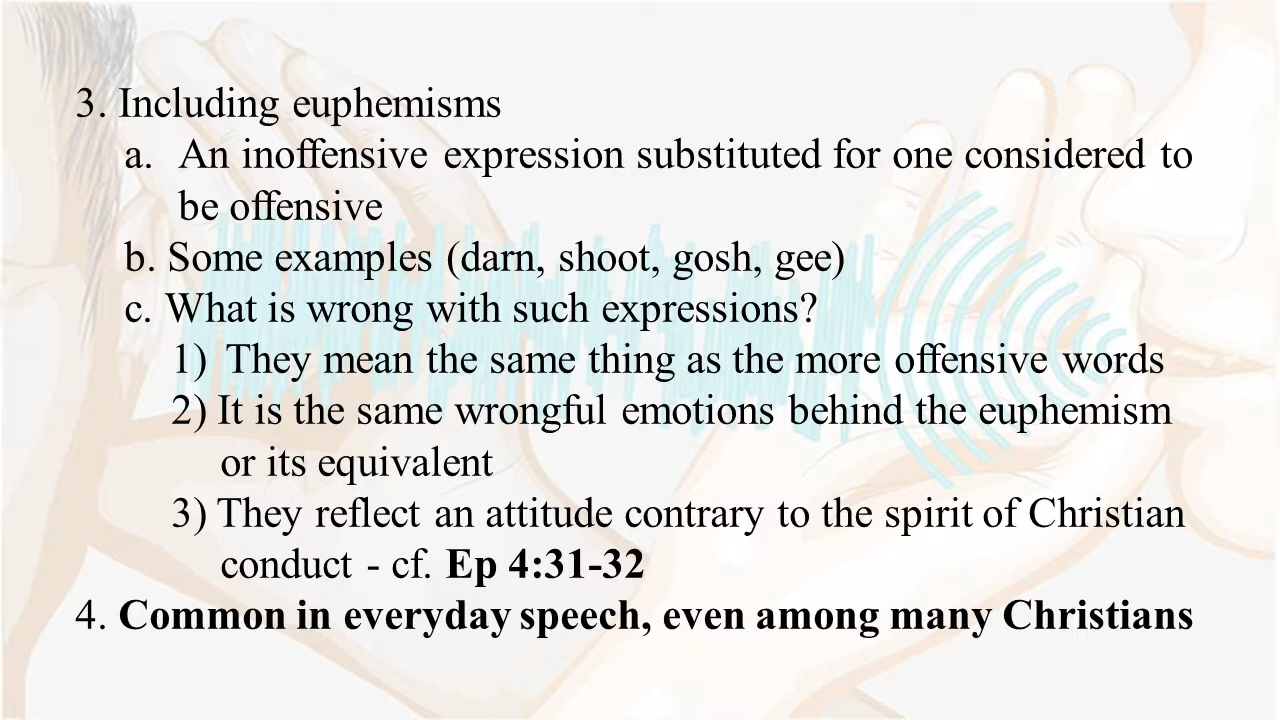 3. Including euphemisms
a. An inoffensive expression substituted for one considered to
be offensive
b. Some examples (darn, shoot, gosh, gee)
c. What is wrong with such expressions?
1) They mean the same thing as the more offensive words
2) It is the same wrongful emotions behind the euphemism
or its equivalent
3) They reflect an attitude contrary to the spirit of Christian
conduct - cf. Ep 4:31-32
4. Common in everyday speech, even among many Christians